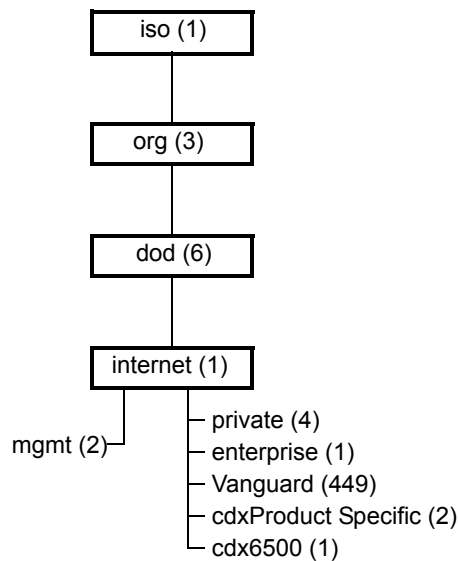 iso (1)
org (3)
dod (6)
internet (1)
mgmt (2)
private (4)
enterprise (1)
Vanguard (449)
cdxProduct Specific (2)
cdx6500 (1)